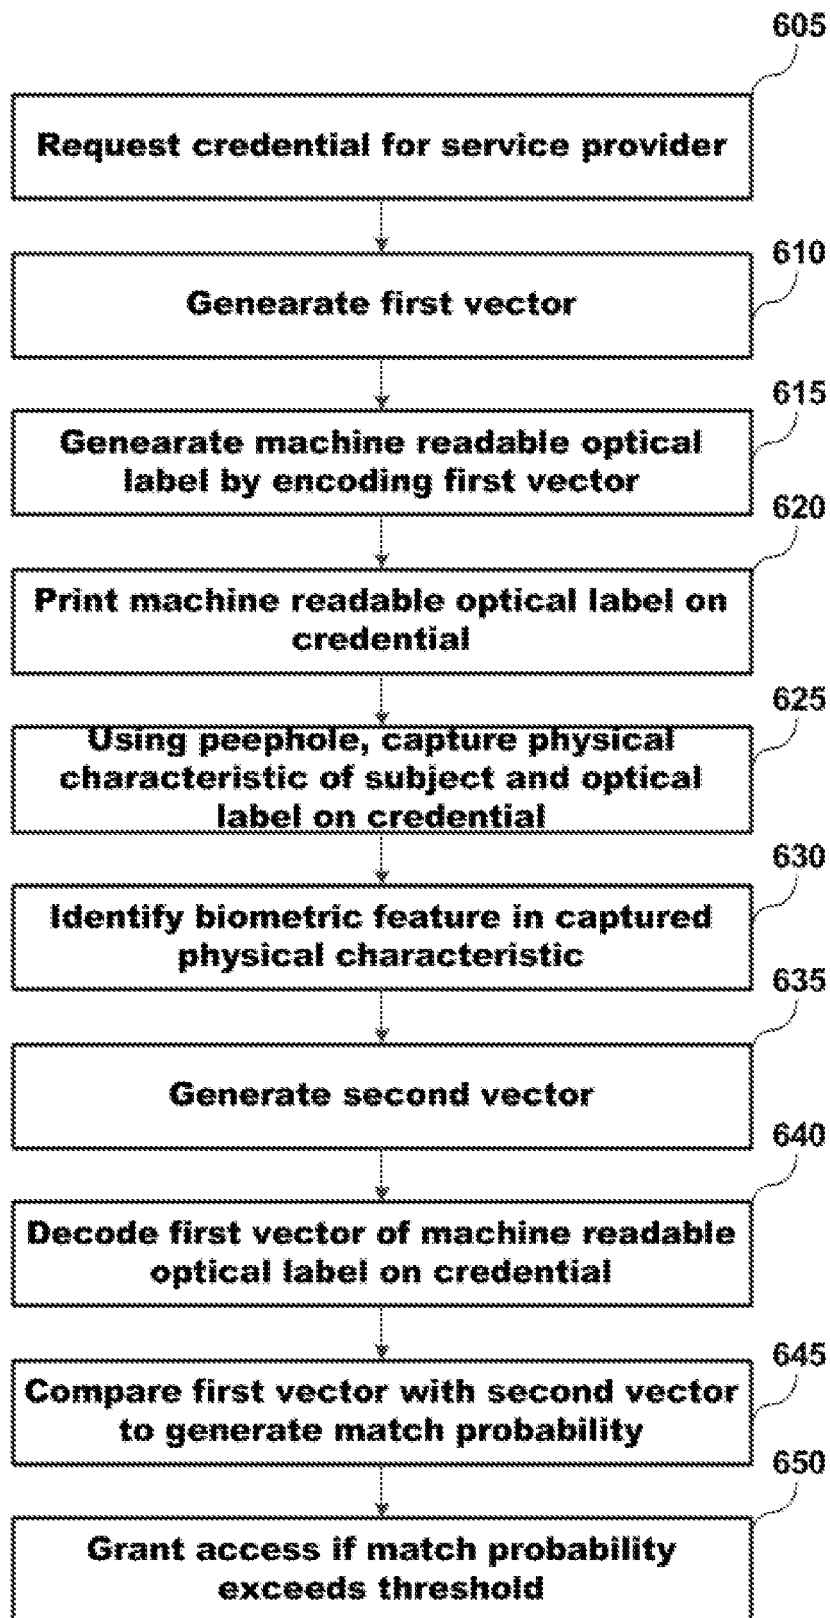 605
Request credential for service provider
610
Genearate first vector
615
Genearate machine readable optical
label by encoding first vector
620
Print machine readable optical label on
credential
625
Using peephole, capture physical
characteristic of subject and optical
label on credential
630
Identify biometric feature in captured
physical characteristic
635
Generate second vector
640
Decode first vector of machine readable
optical label on credential
645
Compare first vector with second vector
to generate match probability
650
Grant access if match probability
exceeds threshold